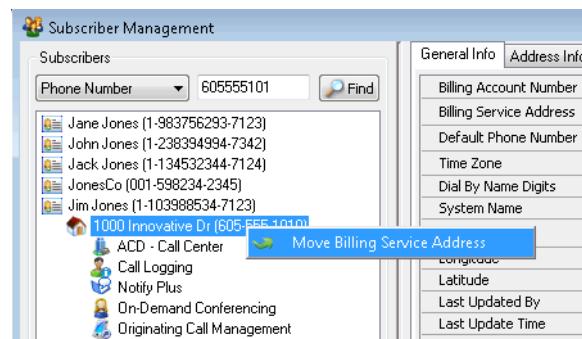 Subscriber Management
Subscribers
Phone Number
605555101
Find
Jane Jones (1-983756293-7123)
John Jones (1-238394994-7342)
Jack Jones (1-134532344-7124)
JonesCo (001-598234-2345)
Jim Jones (1-103988534-7123)
1000 Innovative Dr (605-555-1010)
Move Billing Service Address
ACD - Call Center
Call Logging
Notify Plus
On-Demand Conferencing
Originating Call Management
General Info
Address Info
Billing Account Number
Billing Service Address
Default Phone Number
Time Zone
Dial By Name Digits
System Name
Longitude
Latitude
Last Updated By
Last Update Time